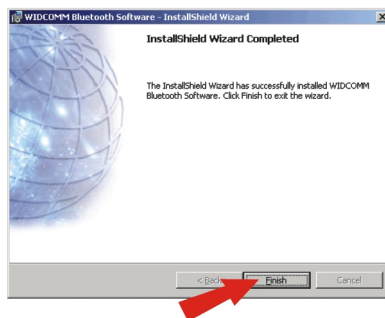 WIDCOMM Bluetooth Software - InstallShield Wizard
InstallShield Wizard Completed
The InstallShield Wizard has successfully installed WIDCOMM
Bluetooth Software. Click Finish to exit the wizard.
< Back
Finish
Cancel